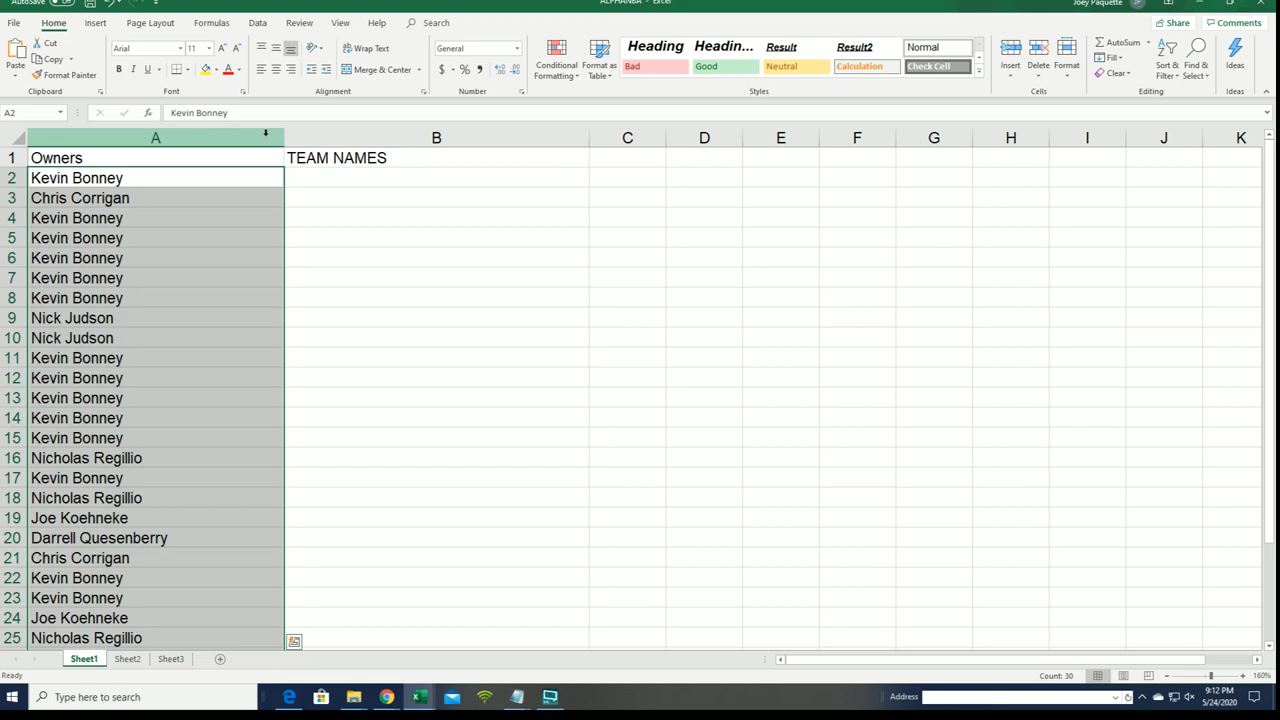 AutoSave Off ALPHANBA - Excel Joey Paquette JP
File Home Insert Page Layout Formulas Data Review View Help Search Share Comments
Paste Cut Copy Format Painter Clipboard
Arial 11 A A B I U A Font
Wrap Text Merge & Center Alignment
General $ % Number
Conditional Formatting Format as Table
Heading Headin... Result Result2 Normal
Bad Good Neutral Calculation Check Cell
Styles
Insert Delete Format Cells
AutoSum Fill Clear Sort & Filter Find & Select Editing
Ideas Ideas
A2 fx Kevin Bonney
A B C D E F G H I J K
1 Owners TEAM NAMES
2 Kevin Bonney
3 Chris Corrigan
4 Kevin Bonney
5 Kevin Bonney
6 Kevin Bonney
7 Kevin Bonney
8 Kevin Bonney
9 Nick Judson
10 Nick Judson
11 Kevin Bonney
12 Kevin Bonney
13 Kevin Bonney
14 Kevin Bonney
15 Kevin Bonney
16 Nicholas Regillio
17 Kevin Bonney
18 Nicholas Regillio
19 Joe Koehneke
20 Darrell Quesenberry
21 Chris Corrigan
22 Kevin Bonney
23 Kevin Bonney
24 Joe Koehneke
25 Nicholas Regillio
Sheet1 Sheet2 Sheet3
Ready Count: 30 160%
Type here to search Address 9:12 PM
5/24/2020